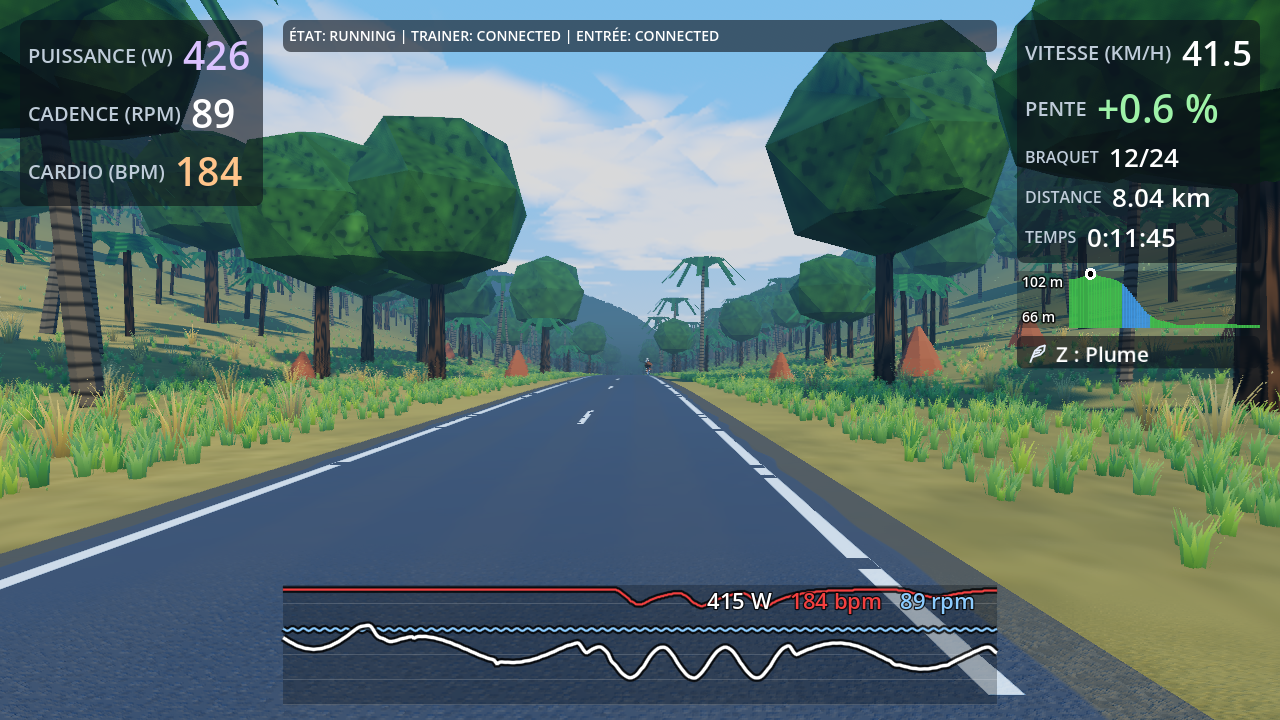 PUISSANCE (W) 426
CADENCE (RPM) 89
CARDIO (BPM) 184
ÉTAT: RUNNING | TRAINER: CONNECTED | ENTRÉE: CONNECTED
VITESSE (KM/H) 41.5
PENTE +0.6 %
BRAQUET 12/24
DISTANCE 8.04 km
TEMPS 0:11:45
102 m
66 m
Z : Plume
415 W 184 bpm 89 rpm